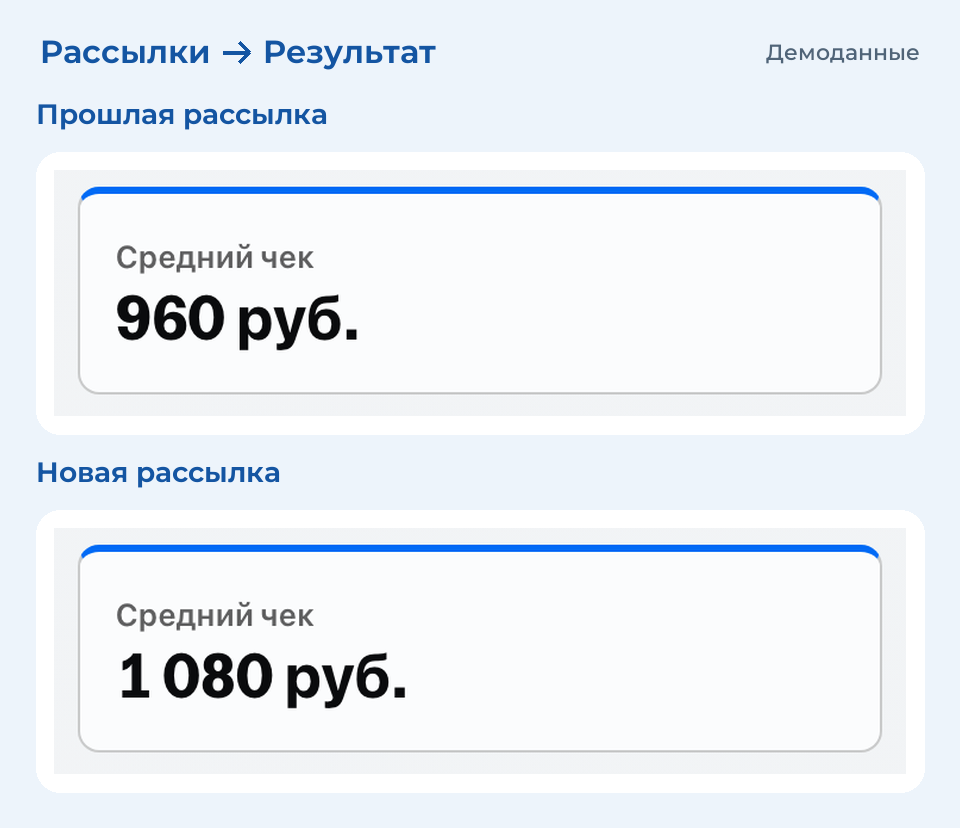 Рассылки → Результат
Демоданные
Прошлая рассылка
Средний чек
960 руб.
Новая рассылка
Средний чек
1 080 руб.